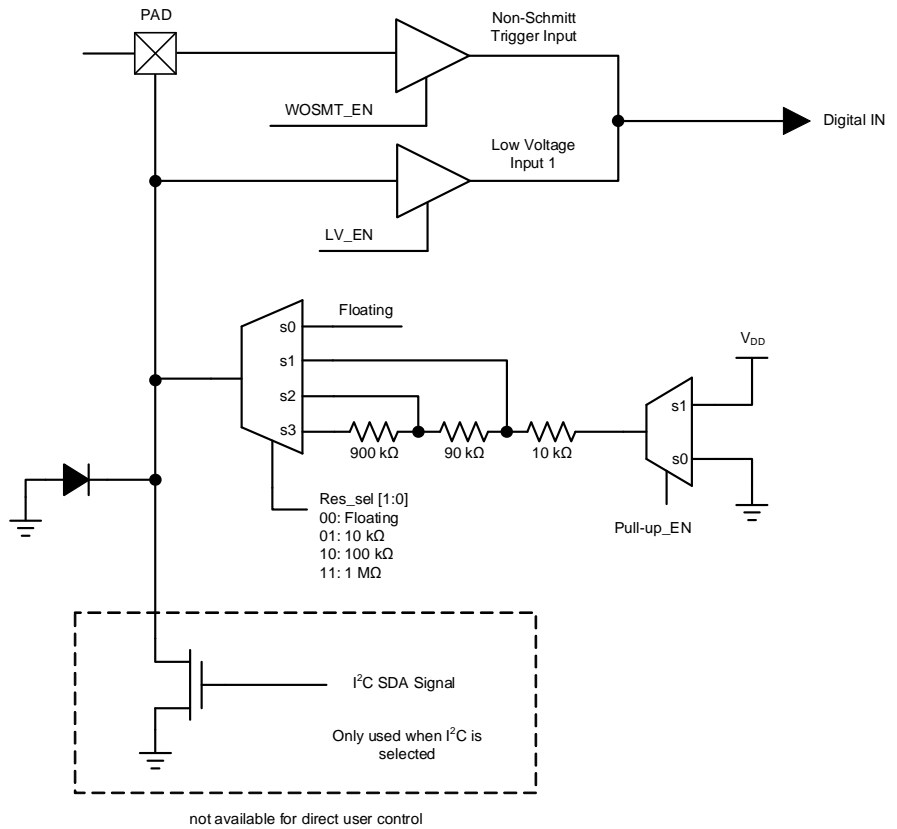 PAD
Non-Schmitt
Trigger Input
WOSMT_EN
Digital IN
Low Voltage
Input 1
LV_EN
Floating
s0
s1
s2
s3
900 kΩ
90 kΩ
10 kΩ
V_DD
s1
s0
Pull-up_EN
Res_sel [1:0]
00: Floating
01: 10 kΩ
10: 100 kΩ
11: 1 MΩ
I²C SDA Signal
Only used when I²C is
selected
not available for direct user control